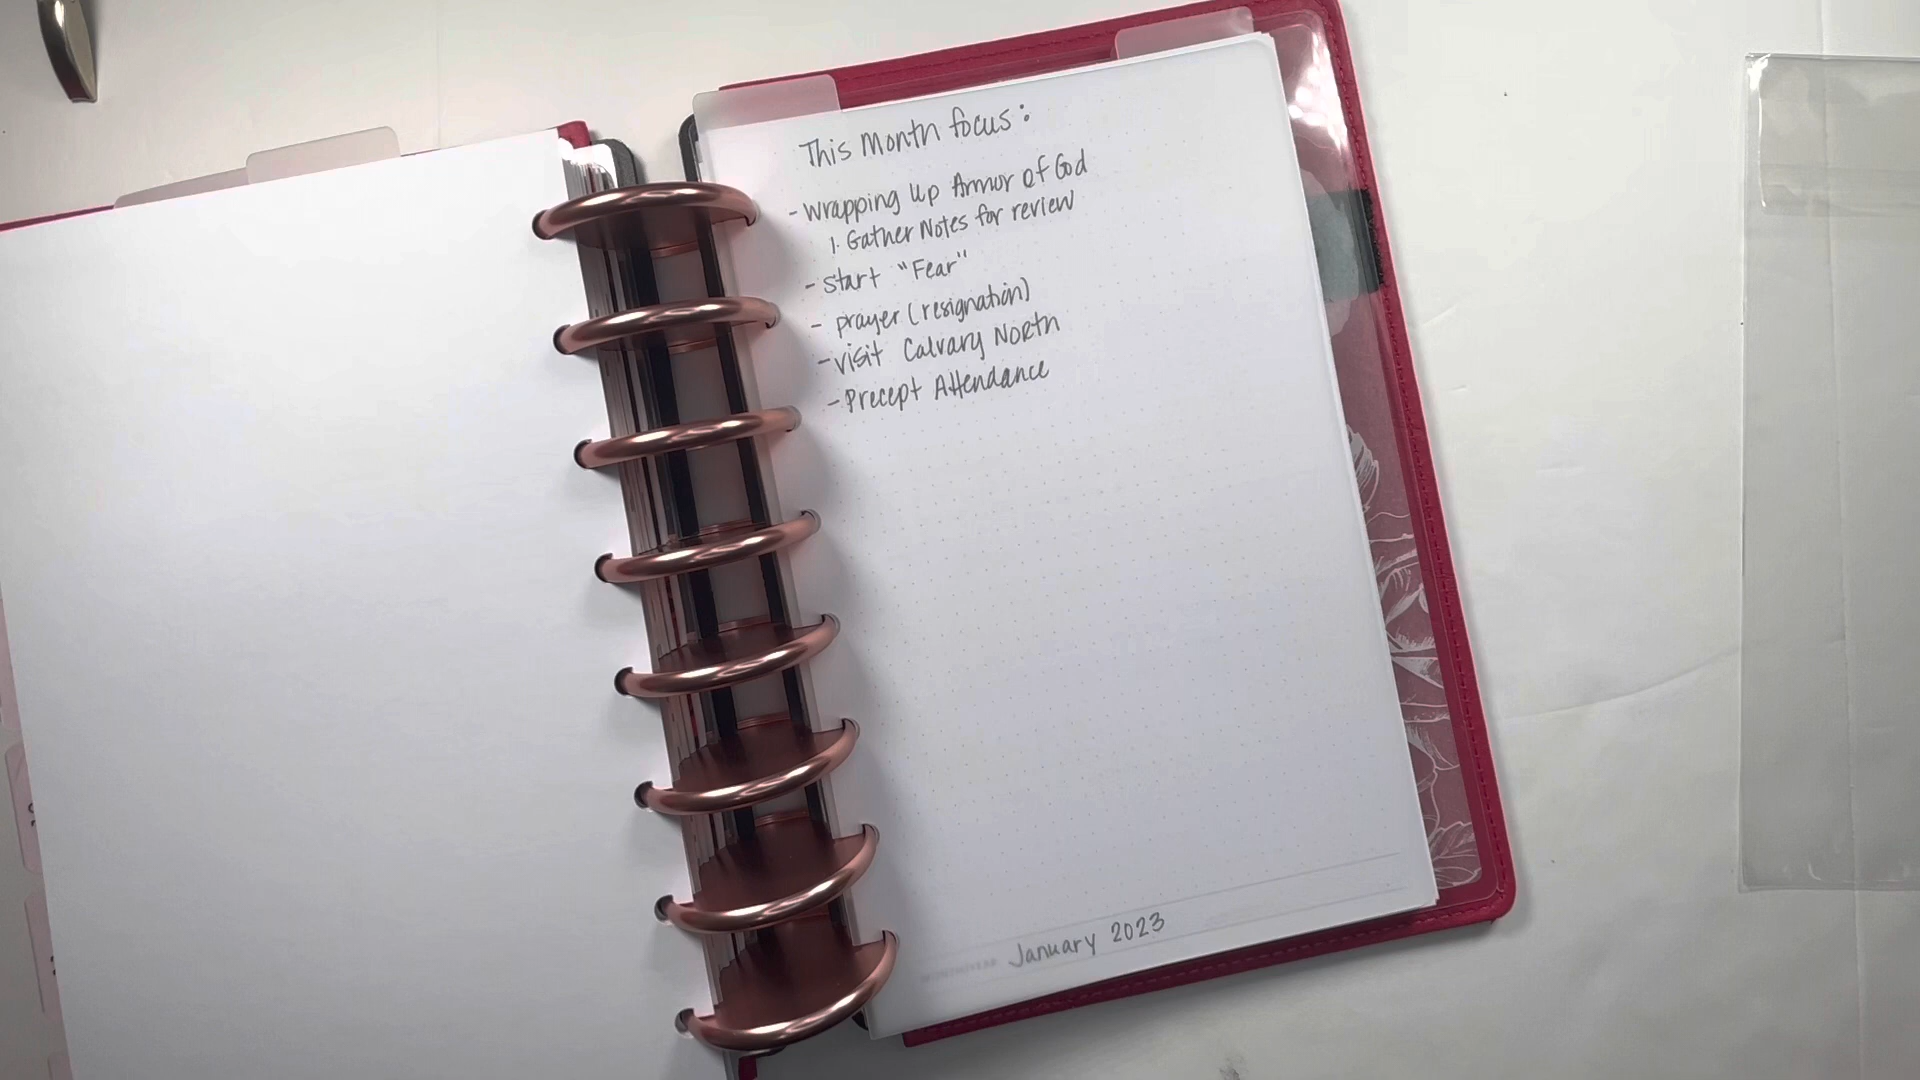 This Month focus:
- Wrapping Up Armor of God
1. Gather Notes for review
- Start "Fear"
- prayer (resignation)
- visit Calvary North
- Precept Attendance
January 2023